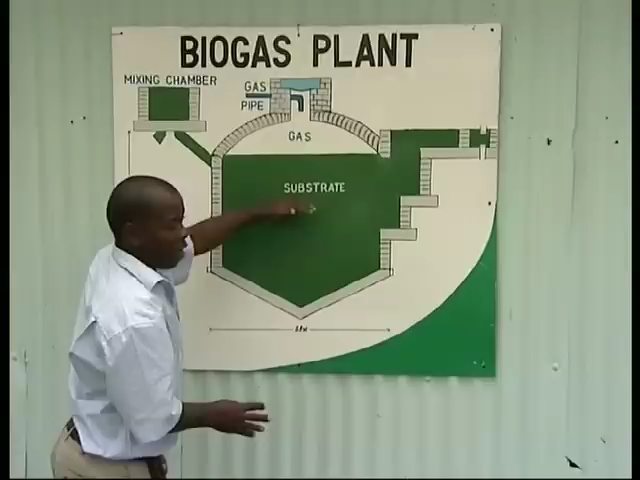 BIOGAS PLANT
MIXING CHAMBER
GAS
PIPE
GAS
SUBSTRATE